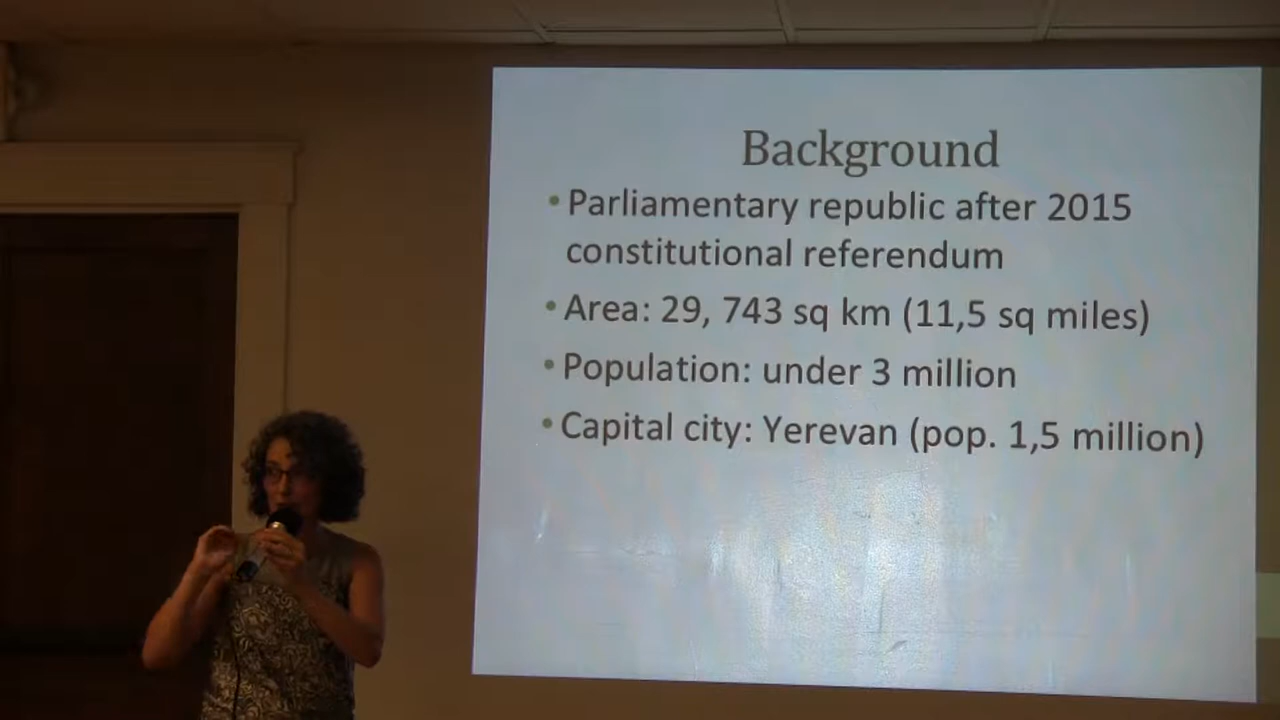 Background
• Parliamentary republic after 2015
constitutional referendum
• Area: 29, 743 sq km (11,5 sq miles)
• Population: under 3 million
• Capital city: Yerevan (pop. 1,5 million)